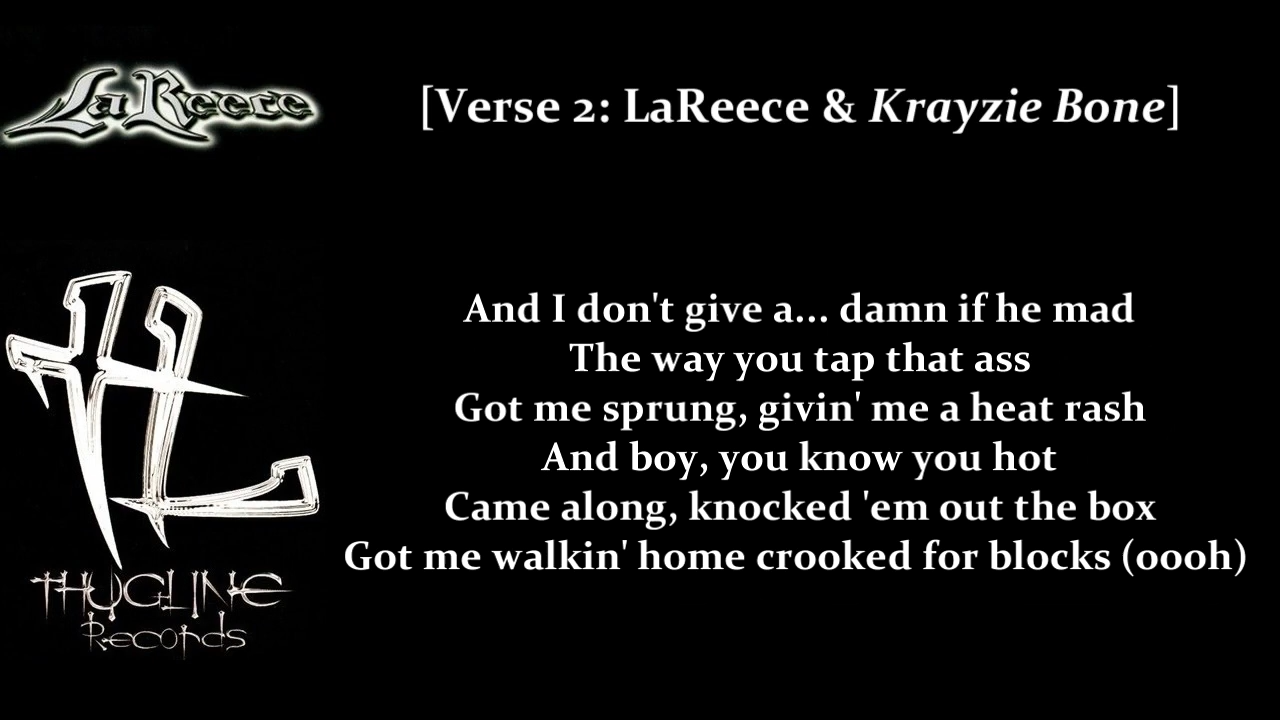 LaReece
[Verse 2: LaReece & Krayzie Bone]
And I don't give a... damn if he mad
The way you tap that ass
Got me sprung, givin' me a heat rash
And boy, you know you hot
Came along, knocked 'em out the box
Got me walkin' home crooked for blocks (oooh)
TL
THUGLINE
Records